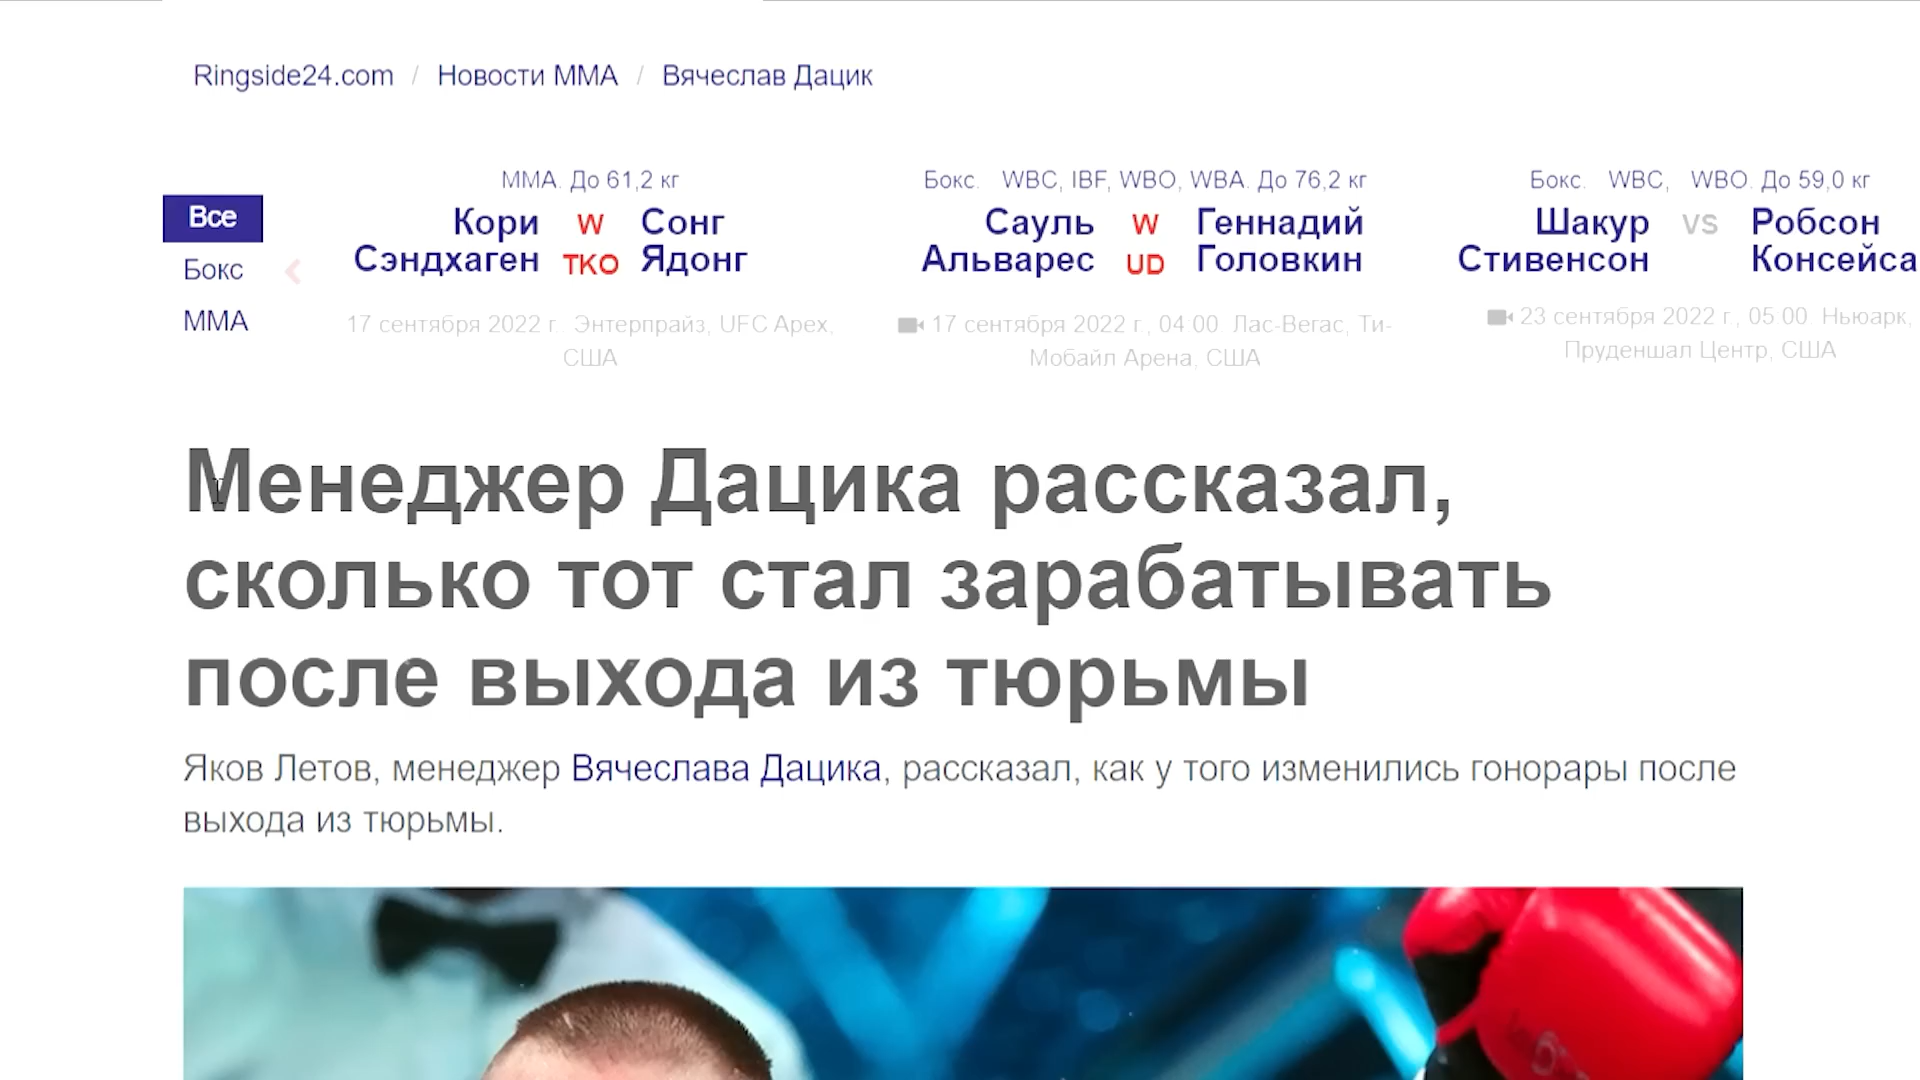 Ringside24.com / Новости ММА / Вячеслав Дацик
Все
Бокс
ММА
ММА. До 61,2 кг
Кори W Сонг
Сэндхаген TKO Ядонг
17 сентября 2022 г. Энтерпрайз, UFC Apex,
США
Бокс. WBC, IBF, WBO, WBA. До 76,2 кг
Сауль W Геннадий
Альварес UD Головкин
17 сентября 2022 г., 04:00 Лас-Вегас, Ти-
Мобайл Арена, США
Бокс. WBC, WBO. До 59,0 кг
Шакур VS Робсон
Стивенсон Консейса
23 сентября 2022 г., 05:00. Ньюарк,
Пруденшал Центр, США
Менеджер Дацика рассказал,
сколько тот стал зарабатывать
после выхода из тюрьмы
Яков Летов, менеджер Вячеслава Дацика, рассказал, как у того изменились гонорары после
выхода из тюрьмы.